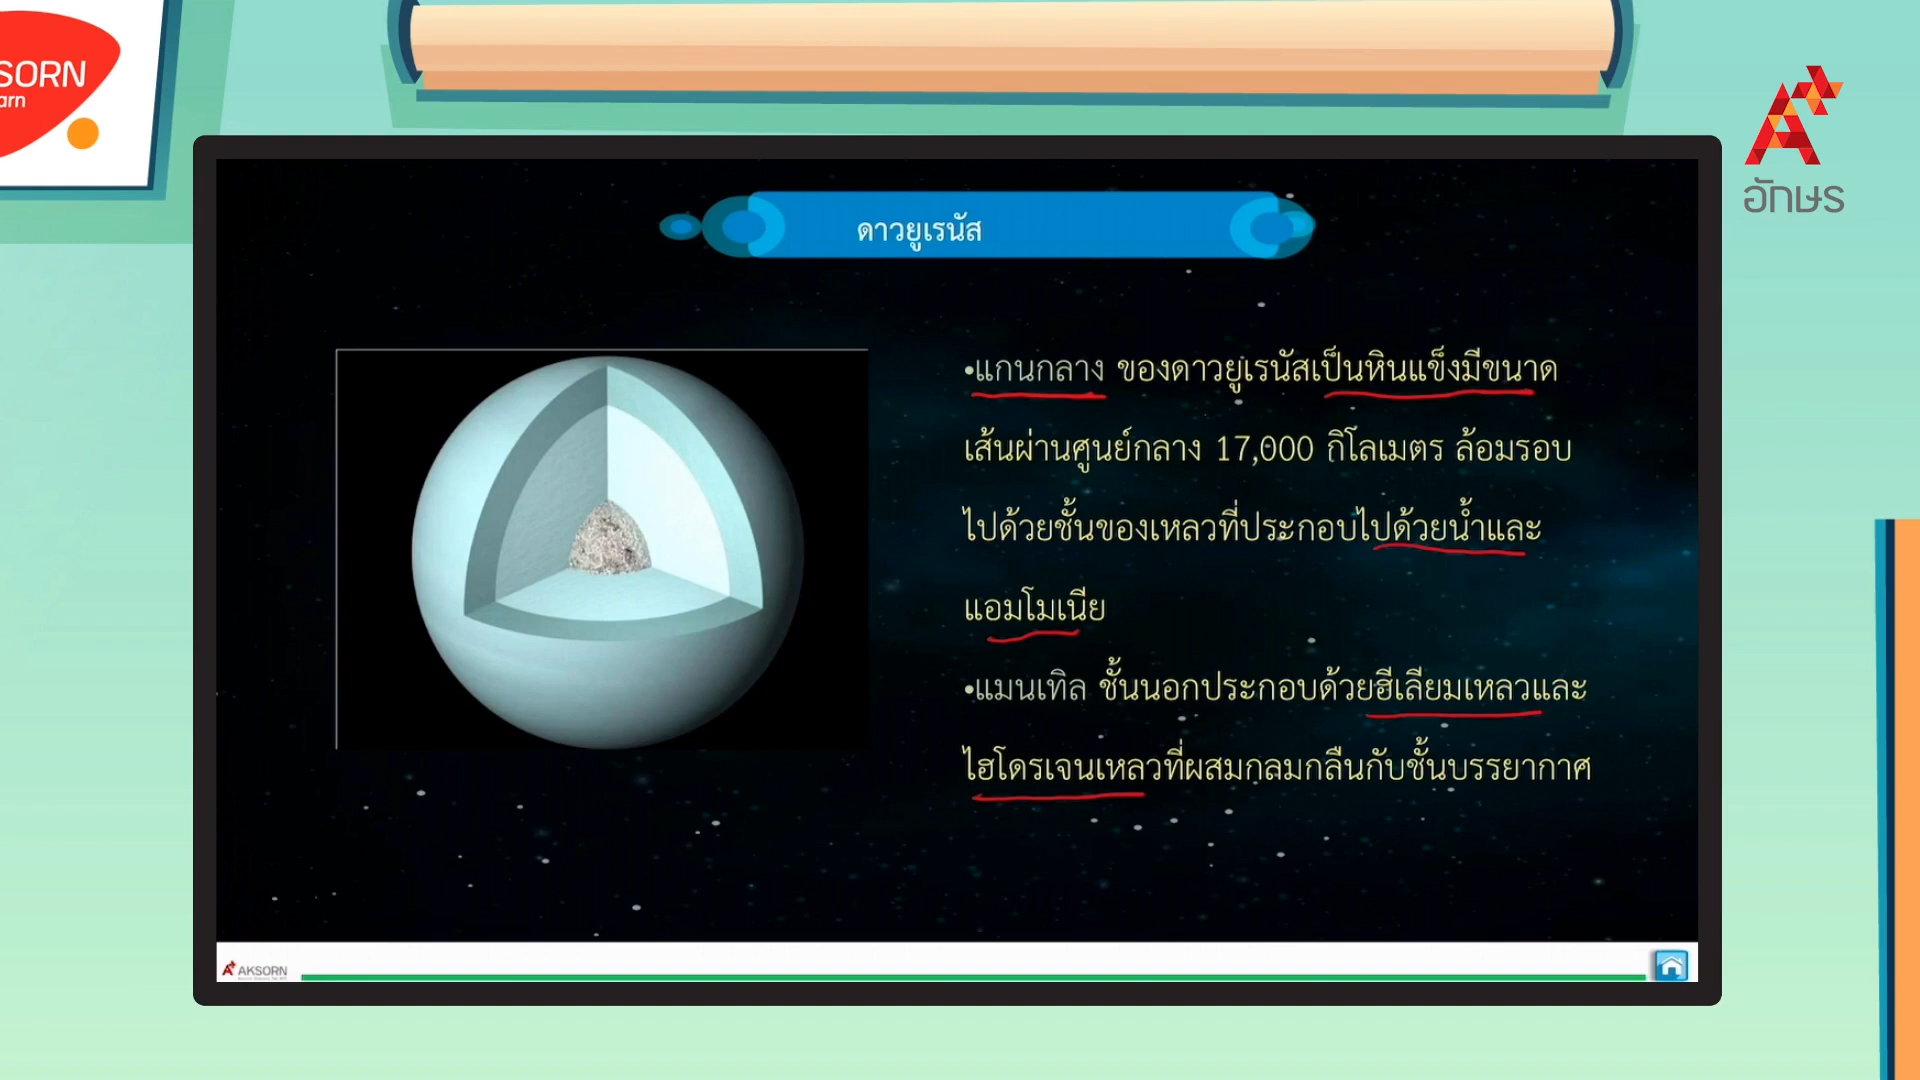 SORN
arn
อักษร
ดาวยูเรนัส
•แกนกลาง ของดาวยูเรนัสเป็นหินแข็งมีขนาด
เส้นผ่านศูนย์กลาง 17,000 กิโลเมตร ล้อมรอบ
ไปด้วยชั้นของเหลวที่ประกอบไปด้วยน้ำและ
แอมโมเนีย
•แมนเทิล ชั้นนอกประกอบด้วยฮีเลียมเหลวและ
ไฮโดรเจนเหลวที่ผสมกลมกลืนกับชั้นบรรยากาศ
AKSORN